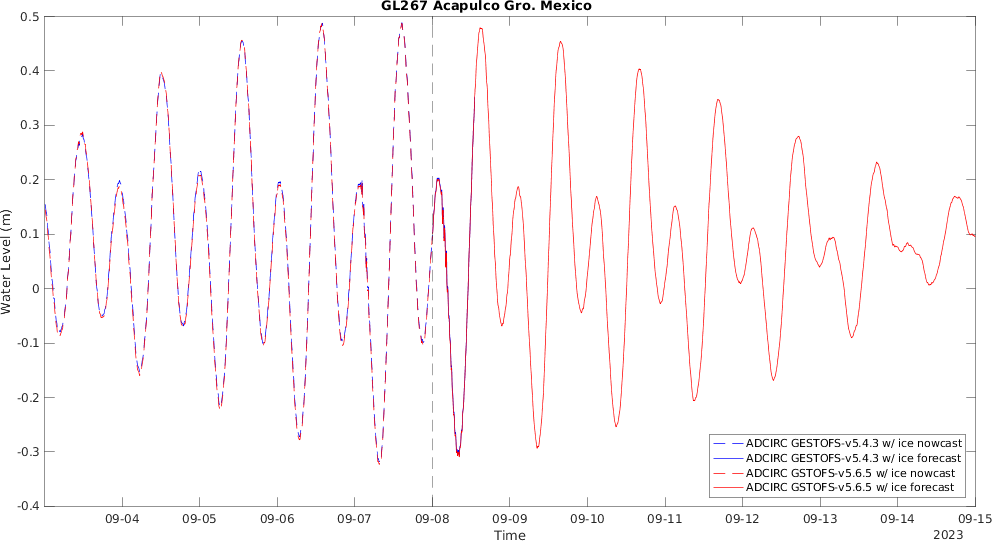 GL267 Acapulco Gro. Mexico
0.5
0.4
0.3
0.2
0.1
0
-0.1
-0.2
-0.3
-0.4
Water Level (m)
ADCIRC GESTOFS-v5.4.3 w/ ice nowcast
ADCIRC GESTOFS-v5.4.3 w/ ice forecast
ADCIRC GSTOFS-v5.6.5 w/ ice nowcast
ADCIRC GSTOFS-v5.6.5 w/ ice forecast
09-04 09-05 09-06 09-07 09-08 09-09 09-10 09-11 09-12 09-13 09-14 09-15
Time
2023